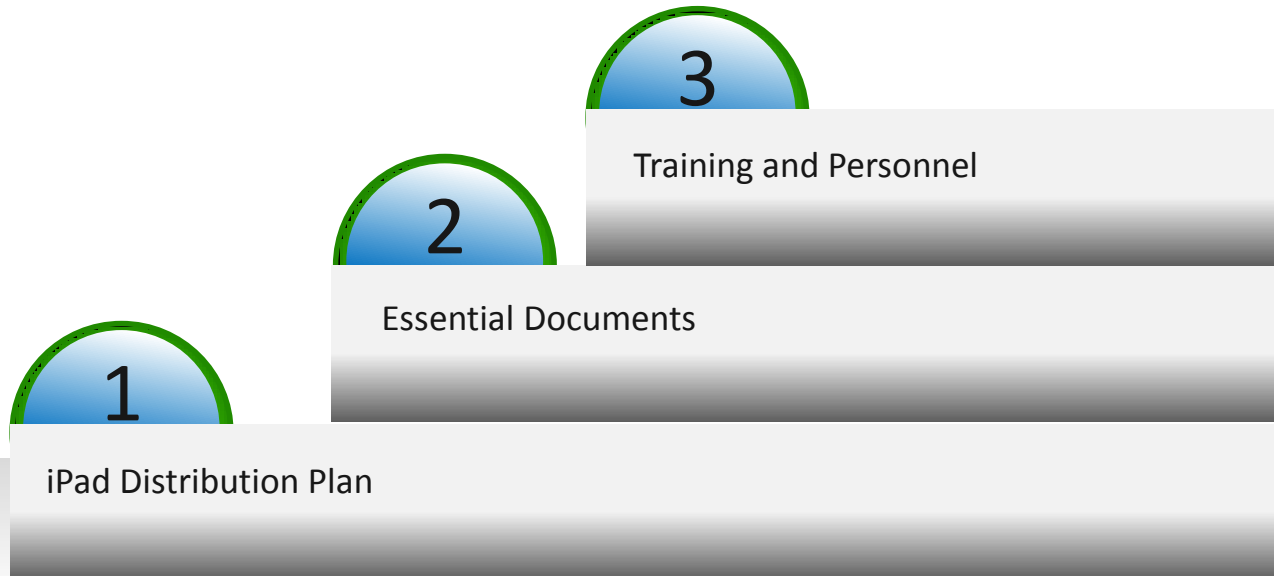 3
Training and Personnel
2
Essential Documents
1
iPad Distribution Plan